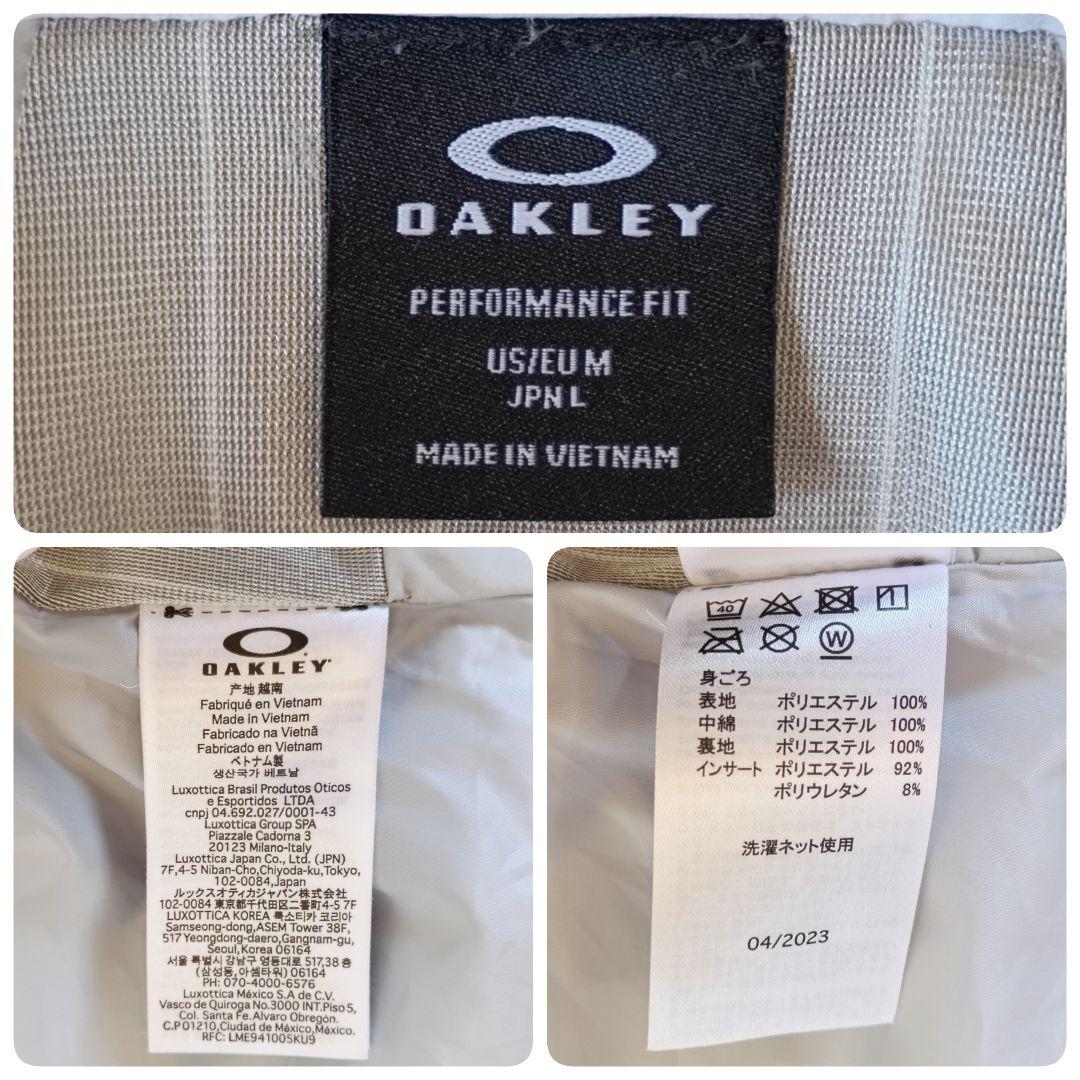 OAKLEY
PERFORMANCE FIT
US/EU M
JPN L
MADE IN VIETNAM
OAKLEY
产地 越南
Fabriqué en Vietnam
Made in Vietnam
Fabricado na Vietnã
Fabricado en Vietnam
ベトナム製
생산국가 베트남
Luxottica Brasil Produtos Oticos
e Esportidos LTDA
cnpj 04.692.027/0001-43
Luxottica Group SPA
Piazzale Cadorna 3
20123 Milano-Italy
Luxottica Japan Co., Ltd. (JPN)
7F,4-5 Niban-Cho,Chiyoda-ku,Tokyo,
102-0084,Japan
ルックスオティカジャパン株式会社
102-0084 東京都千代田区二番町4-5 7F
LUXOTTICA KOREA 룩소티카 코리아
Samseong-dong,ASEM Tower 38F,
517 Yeongdong-daero,Gangnam-gu,
Seoul,Korea 06164
서울 특별시 강남구 영동대로 517,38 층
(삼성동,아셈타워) 06164
PH: 070-4000-6576
Luxottica México S.A de C.V.
Vasco de Quiroga No.3000 INT.Piso 5,
Col. Santa Fe.Alvaro Obregón.
C.P 01210,Ciudad de México,México.
RFC: LME941005KU9
40
1
W
身ごろ
表地 ポリエステル 100%
中綿 ポリエステル 100%
裏地 ポリエステル 100%
インサート ポリエステル 92%
ポリウレタン 8%
洗濯ネット使用
04/2023